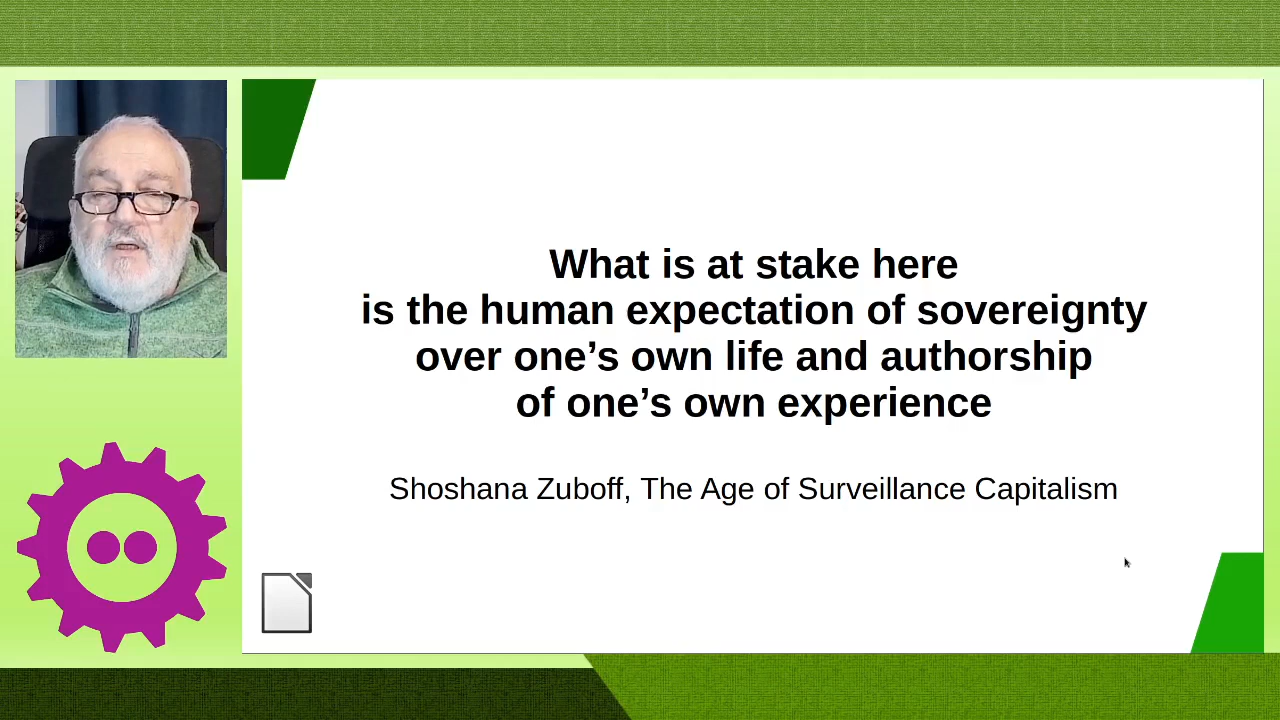 What is at stake here
is the human expectation of sovereignty
over one’s own life and authorship
of one’s own experience
Shoshana Zuboff, The Age of Surveillance Capitalism